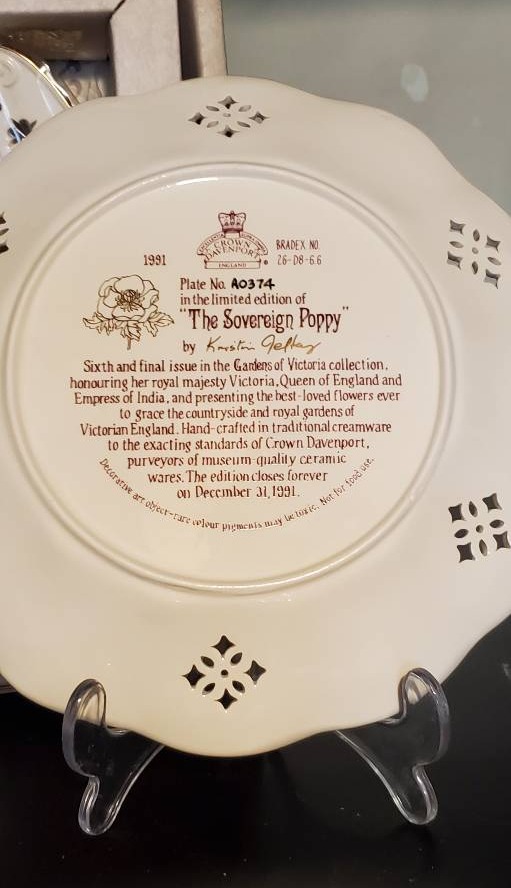 CROWN
DAVENPORT
ENGLAND
1991
BRADEX NO.
26-D8-6.6
Plate No. A0374
in the limited edition of
"The Sovereign Poppy"
by Karstin Jeffrey
Sixth and final issue in the Gardens of Victoria collection,
honouring her royal majesty Victoria, Queen of England and
Empress of India, and presenting the best-loved flowers ever
to grace the countryside and royal gardens of
Victorian England. Hand-crafted in traditional creamware
to the exacting standards of Crown Davenport,
purveyors of museum-quality ceramic
wares. The edition closes forever
on December 31, 1991.
Decorative art object-rare colour pigments may be toxic. Not for food use.